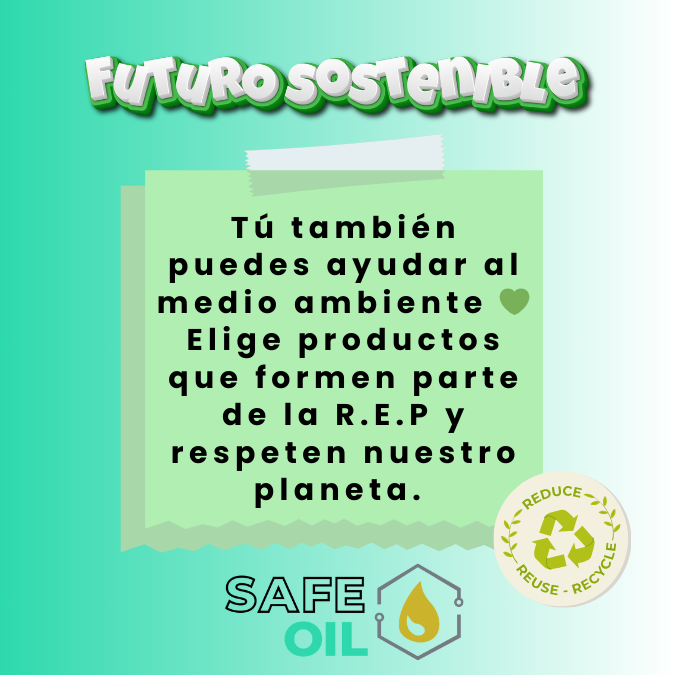 FUTURO SOSTENIBLE
Tú también
puedes ayudar al
medio ambiente 💚
Elige productos
que formen parte
de la R.E.P y
respeten nuestro
planeta.
REDUCE
REUSE - RECYCLE
SAFE
OIL